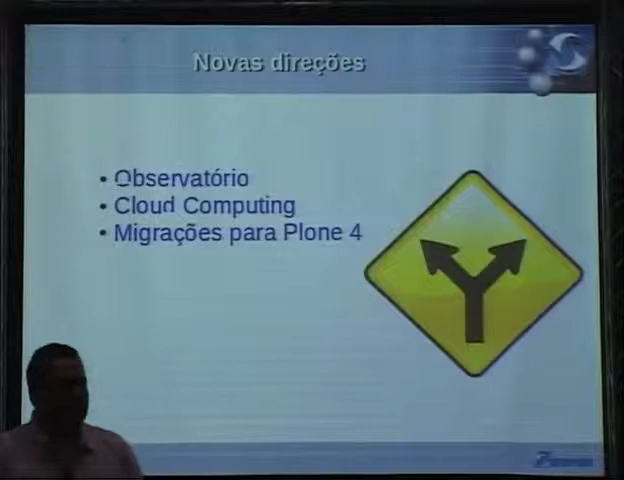 Novas direções
• Observatório
• Cloud Computing
• Migrações para Plone 4